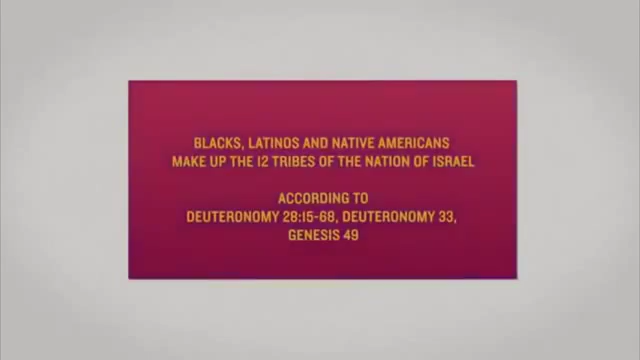 BLACKS, LATINOS AND NATIVE AMERICANS
MAKE UP THE 12 TRIBES OF THE NATION OF ISRAEL
ACCORDING TO
DEUTERONOMY 28:15-68, DEUTERONOMY 33,
GENESIS 49